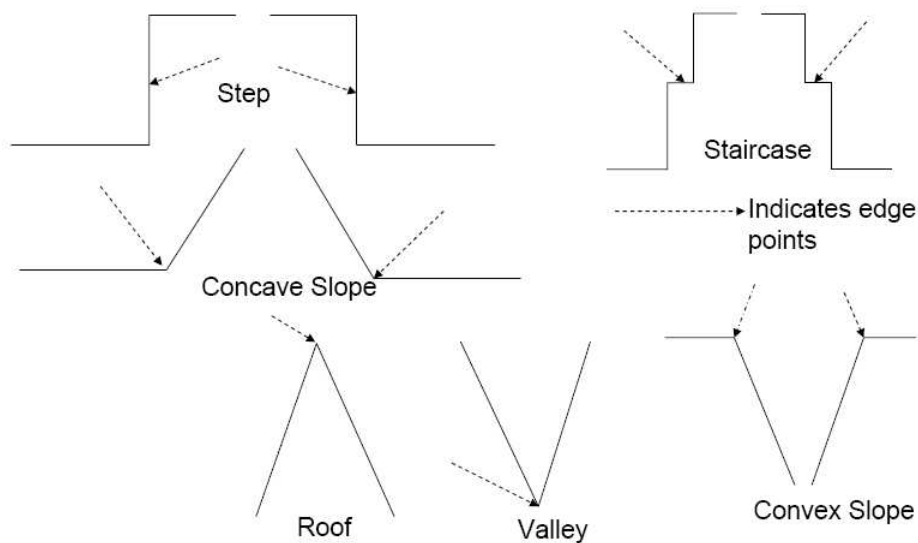 Step
Staircase
Indicates edge
points
Concave Slope
Roof
Valley
Convex Slope